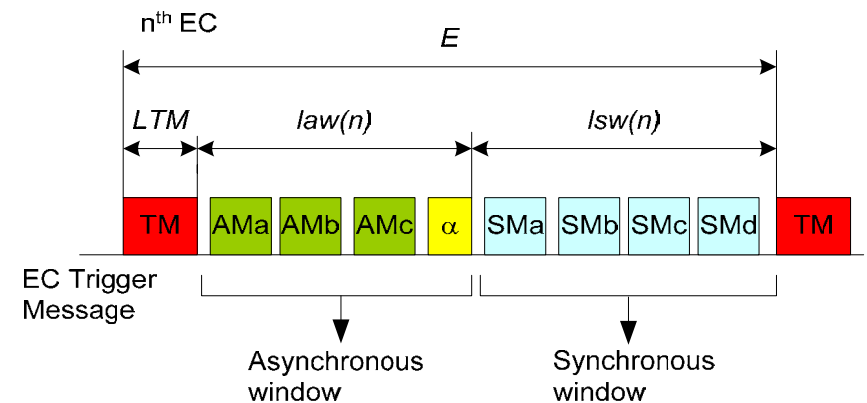 nth EC
E
LTM
law(n)
lsw(n)
TM
AMa
AMb
AMc
α
SMa
SMb
SMc
SMd
TM
EC Trigger
Message
Asynchronous
window
Synchronous
window